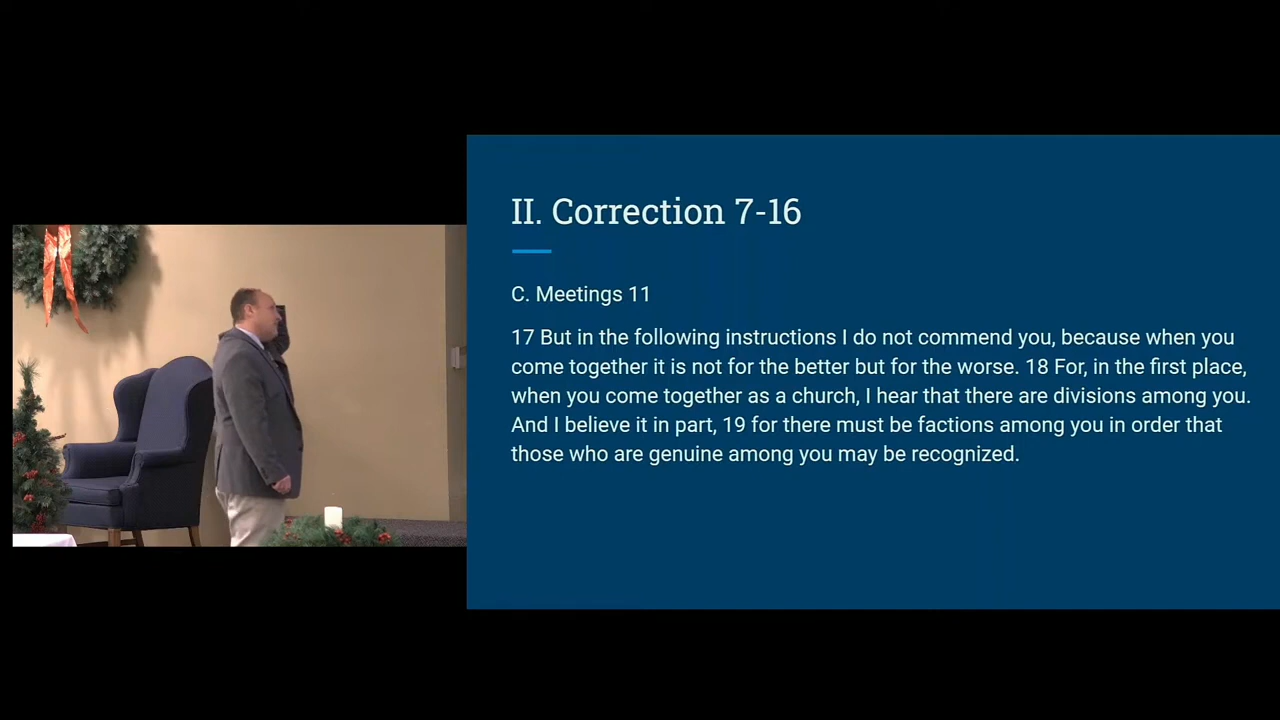 II. Correction 7-16
C. Meetings 11
17 But in the following instructions I do not commend you, because when you
come together it is not for the better but for the worse. 18 For, in the first place,
when you come together as a church, I hear that there are divisions among you.
And I believe it in part, 19 for there must be factions among you in order that
those who are genuine among you may be recognized.